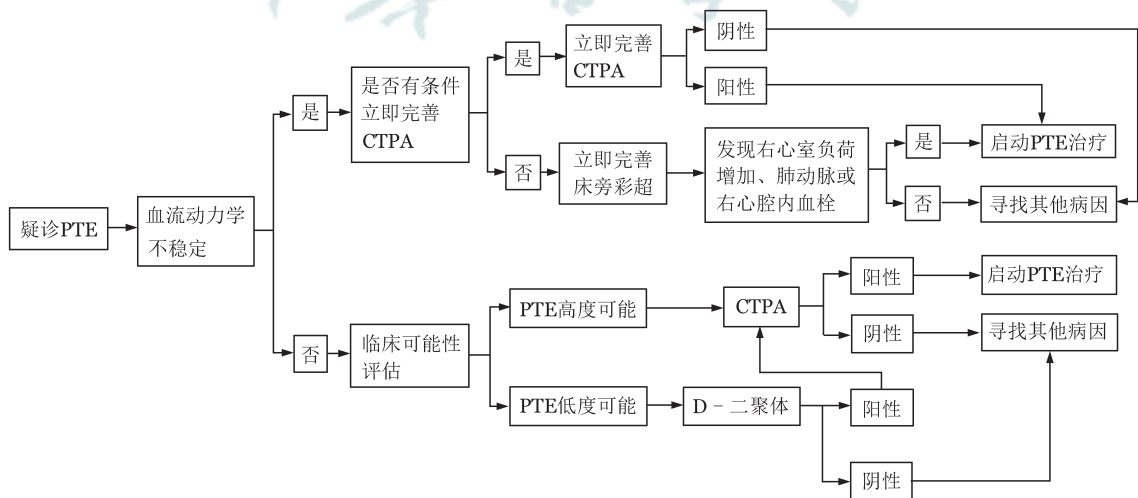 疑诊PTE
血流动力学
不稳定
是
是否有条件
立即完善
CTPA
是
立即完善
CTPA
阴性
阳性
否
立即完善
床旁彩超
发现右心室负荷
增加、肺动脉或
右心腔内血栓
是
启动PTE治疗
否
寻找其他病因
否
临床可能性
评估
PTE高度可能
CTPA
阳性
启动PTE治疗
阴性
寻找其他病因
PTE低度可能
D-二聚体
阳性
阴性